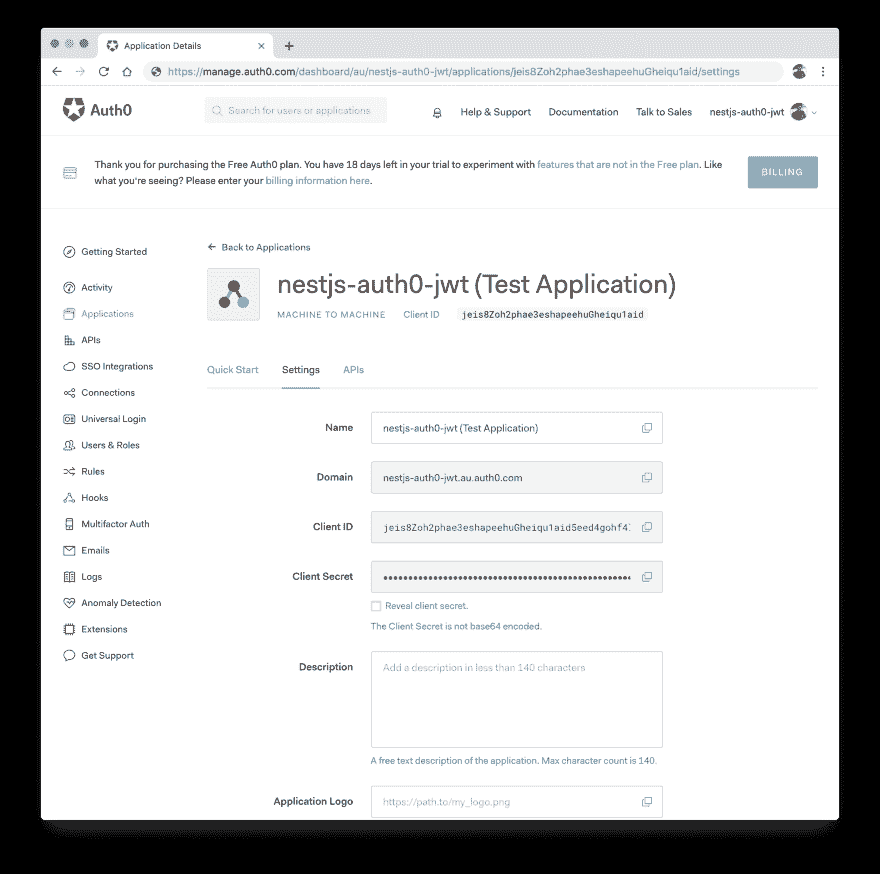 Application Details
https://manage.auth0.com/dashboard/au/nestjs-auth0-jwt/applications/jeis8Zoh2phae3eshapeehuGheiqu1aid/settings
Auth0
Search for users or applications
Help & Support
Documentation
Talk to Sales
nestjs-auth0-jwt
Thank you for purchasing the Free Auth0 plan. You have 18 days left in your trial to experiment with features that are not in the Free plan. Like
what you're seeing? Please enter your billing information here.
BILLING
Getting Started
Activity
Applications
APIs
SSO Integrations
Connections
Universal Login
Users & Roles
Rules
Hooks
Multifactor Auth
Emails
Logs
Anomaly Detection
Extensions
Get Support
← Back to Applications
nestjs-auth0-jwt (Test Application)
MACHINE TO MACHINE Client ID jeis8Zoh2phae3eshapeehuGheiqu1aid
Quick Start Settings APIs
Name
nestjs-auth0-jwt (Test Application)
Domain
nestjs-auth0-jwt.au.auth0.com
Client ID
jeis8Zoh2phae3eshapeehuGheiqu1aid5eed4gohf4
Client Secret
Reveal client secret.
The Client Secret is not base64 encoded.
Description
Add a description in less than 140 characters
A free text description of the application. Max character count is 140.
Application Logo
https://path.to/my_logo.png